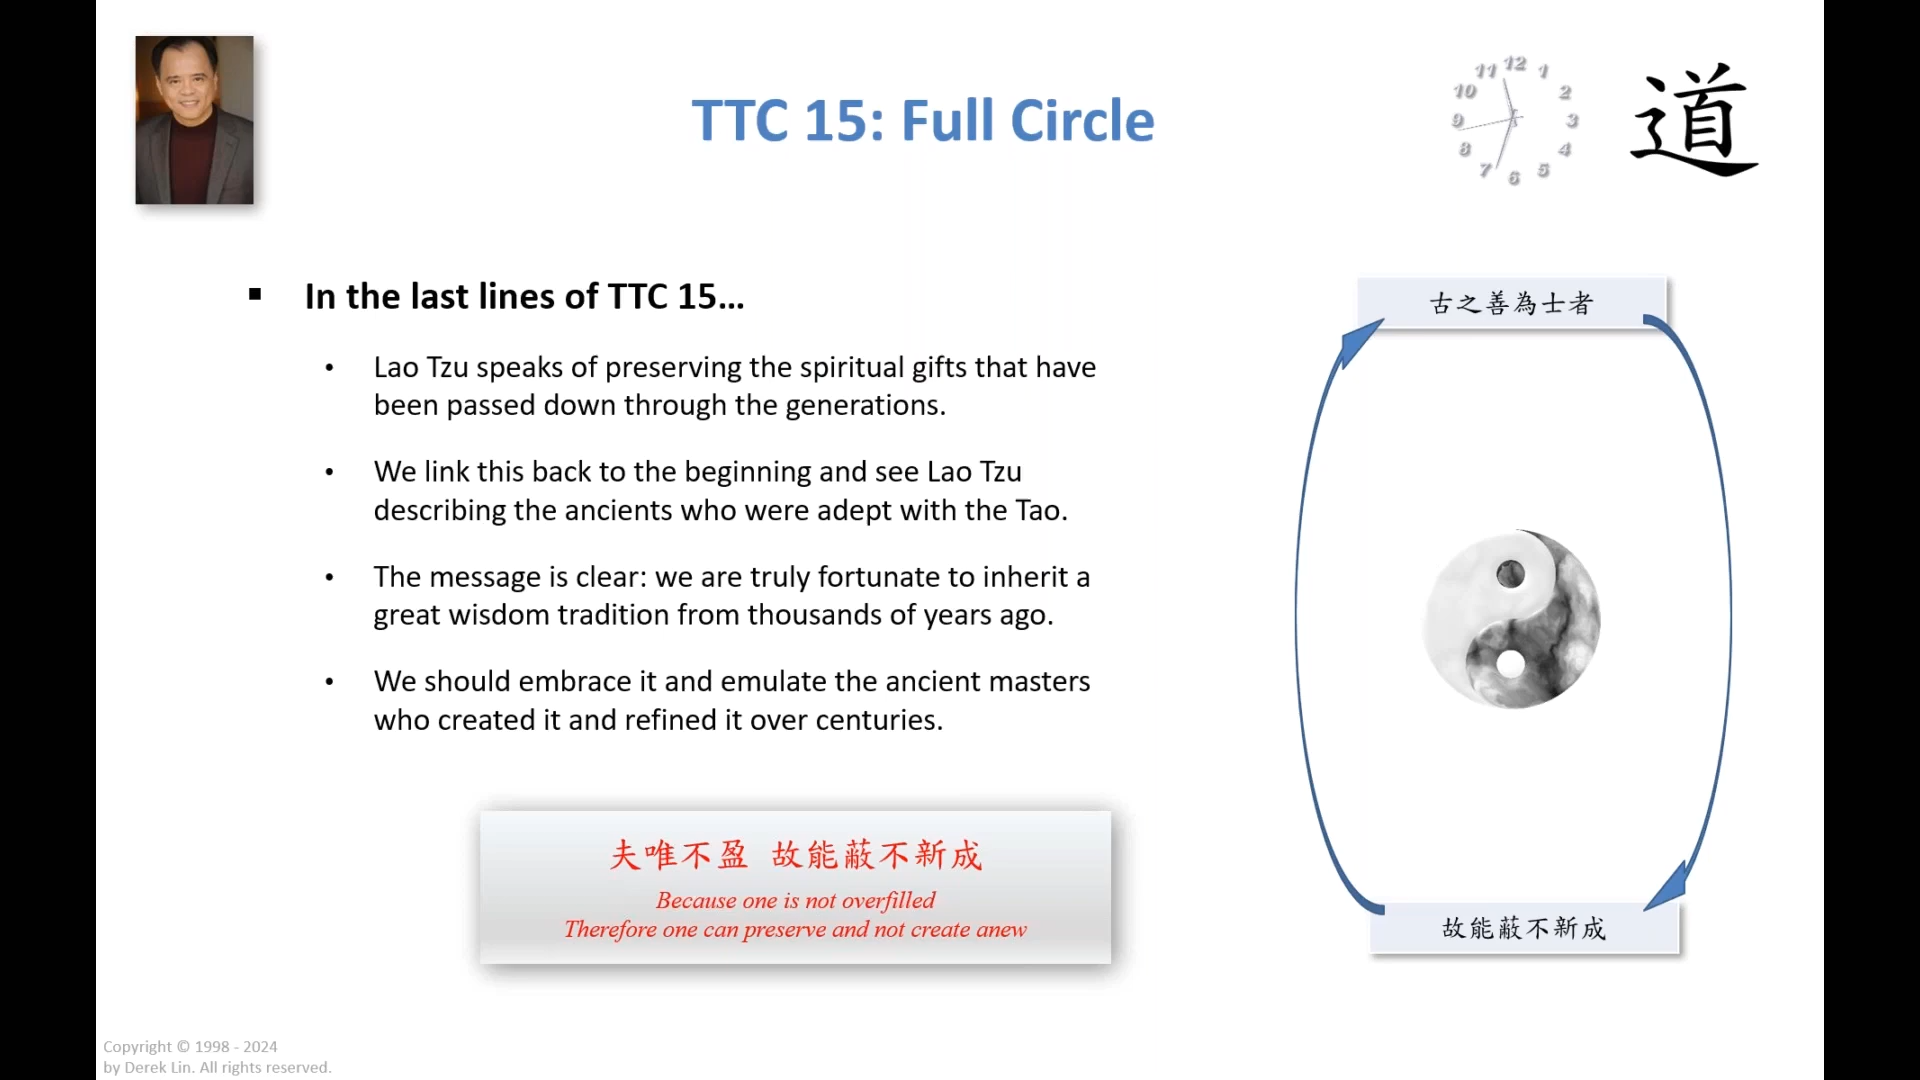 TTC 15: Full Circle
11 12 1
10 2
9 3
8 4
7 6 5
道
▪ In the last lines of TTC 15...
• Lao Tzu speaks of preserving the spiritual gifts that have
been passed down through the generations.
• We link this back to the beginning and see Lao Tzu
describing the ancients who were adept with the Tao.
• The message is clear: we are truly fortunate to inherit a
great wisdom tradition from thousands of years ago.
• We should embrace it and emulate the ancient masters
who created it and refined it over centuries.
夫唯不盈 故能蔽不新成
Because one is not overfilled
Therefore one can preserve and not create anew
古之善為士者
故能蔽不新成
Copyright © 1998 - 2024
by Derek Lin. All rights reserved.